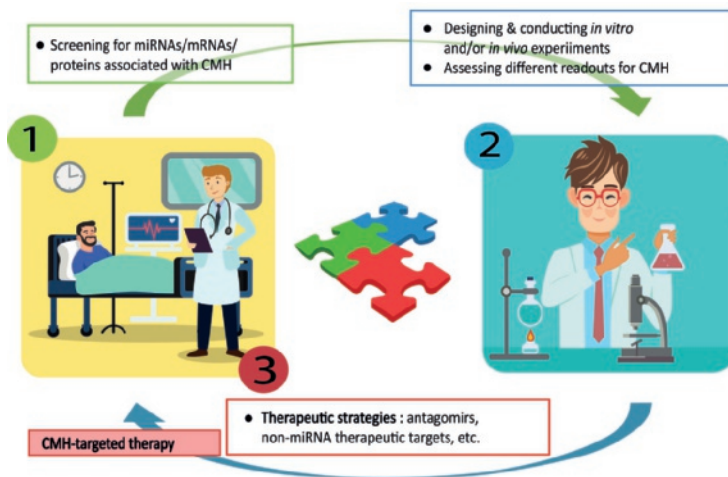 • Screening for miRNAs/mRNAs/
proteins associated with CMH
• Designing & conducting in vitro
and/or in vivo experiiments
• Assessing different readouts for CMH
1
2
3
• Therapeutic strategies : antagomirs,
non-miRNA therapeutic targets, etc.
CMH-targeted therapy